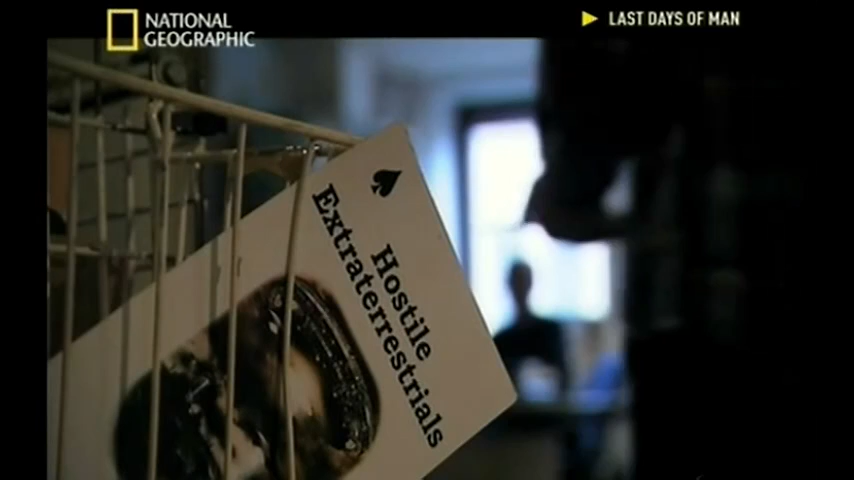 NATIONAL
GEOGRAPHIC
LAST DAYS OF MAN
Hostile
Extraterrestrials